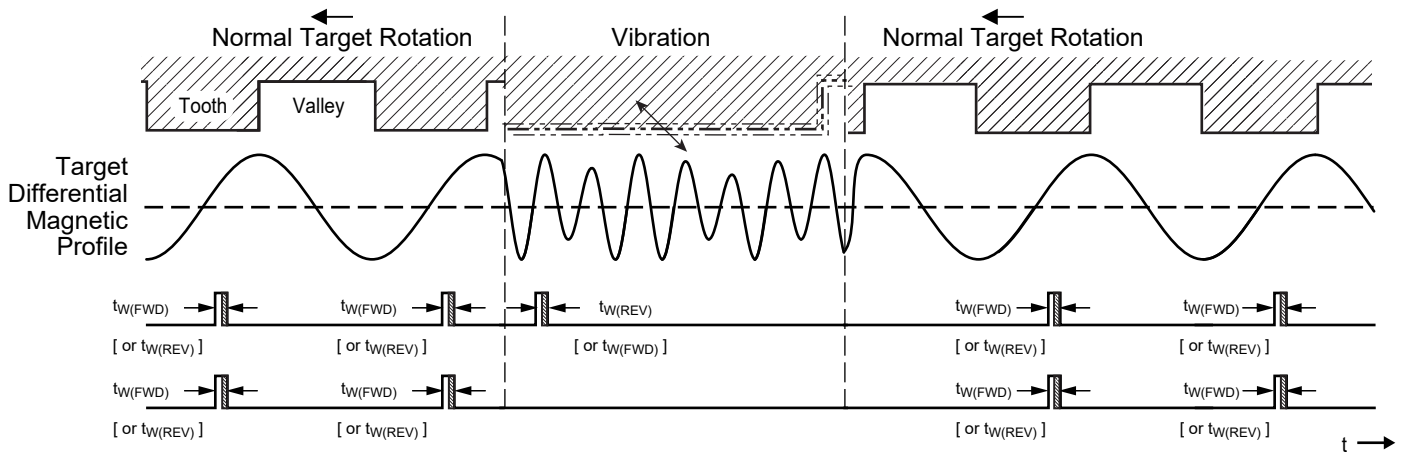 Normal Target Rotation
Vibration
Normal Target Rotation
Tooth
Valley
Target
Differential
Magnetic
Profile
tW(FWD) tW(FWD) tW(REV) tW(FWD) tW(FWD)
[ or tW(REV) ] [ or tW(REV) ] [ or tW(FWD) ] [ or tW(REV) ] [ or tW(REV) ]
tW(FWD) tW(FWD) tW(FWD) tW(FWD)
[ or tW(REV) ] [ or tW(REV) ] [ or tW(REV) ] [ or tW(REV) ]
t